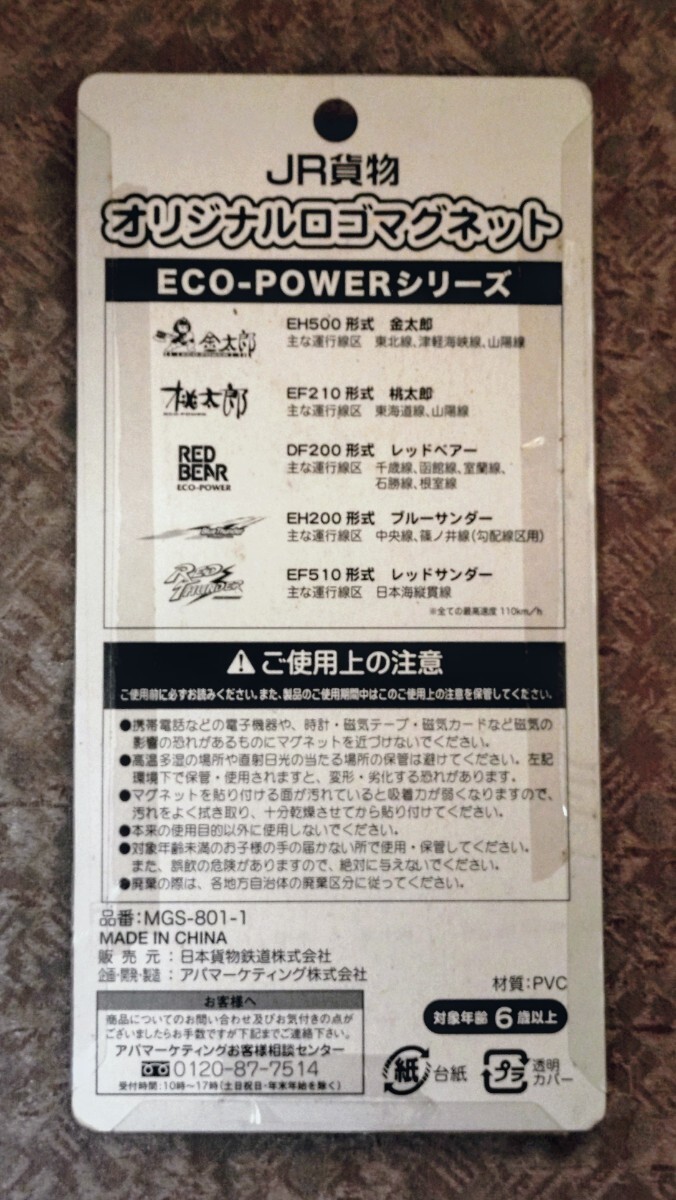 JR貨物
オリジナルロゴマグネット
ECO-POWERシリーズ
金太郎
EH500 形式 金太郎
主な運行線区 東北線、津軽海峡線、山陽線
桃太郎
EF210 形式 桃太郎
主な運行線区 東海道線、山陽線
RED
BEAR
ECO-POWER
DF200 形式 レッドベアー
主な運行線区 千歳線、函館線、室蘭線、
石勝線、根室線
EH200 形式 ブルーサンダー
主な運行線区 中央線、篠ノ井線(勾配線区用)
RED
THUNDER
EF510 形式 レッドサンダー
主な運行線区 日本海縦貫線
※全ての最高速度 110km/h
ご使用上の注意
ご使用前に必ずお読みください。また、製品のご使用期間中はこのご使用上の注意を保管してください。
●携帯電話などの電子機器や、時計・磁気テープ・磁気カードなど磁気の
影響の恐れがあるものにマグネットを近づけないでください。
●高温多湿の場所や直射日光の当たる場所の保管は避けてください。左記
環境下で保管・使用されますと、変形・劣化する恐れがあります。
●マグネットを貼り付ける面が汚れていると吸着力が弱くなりますので、
汚れをよく拭き取り、十分乾燥させてから貼り付けてください。
●本来の使用目的以外に使用しないでください。
●対象年齢未満のお子様の手の届かない所で使用・保管してください。
また、誤飲の危険がありますので、絶対に与えないでください。
●廃棄の際は、各地方自治体の廃棄区分に従ってください。
品番:MGS-801-1
MADE IN CHINA
販売元:日本貨物鉄道株式会社
企画・開発・製造:アパマーケティング株式会社
材質:PVC
お客様へ
商品についてのお問い合わせ及びお気付きの点が
ございましたらお手数ですが下記までご連絡下さい。
アパマーケティングお客様相談センター
0120-87-7514
受付時間:10時〜17時(土日祝日・年末年始を除く)
対象年齢 6歳以上
紙 台紙
プラ 透明
カバー